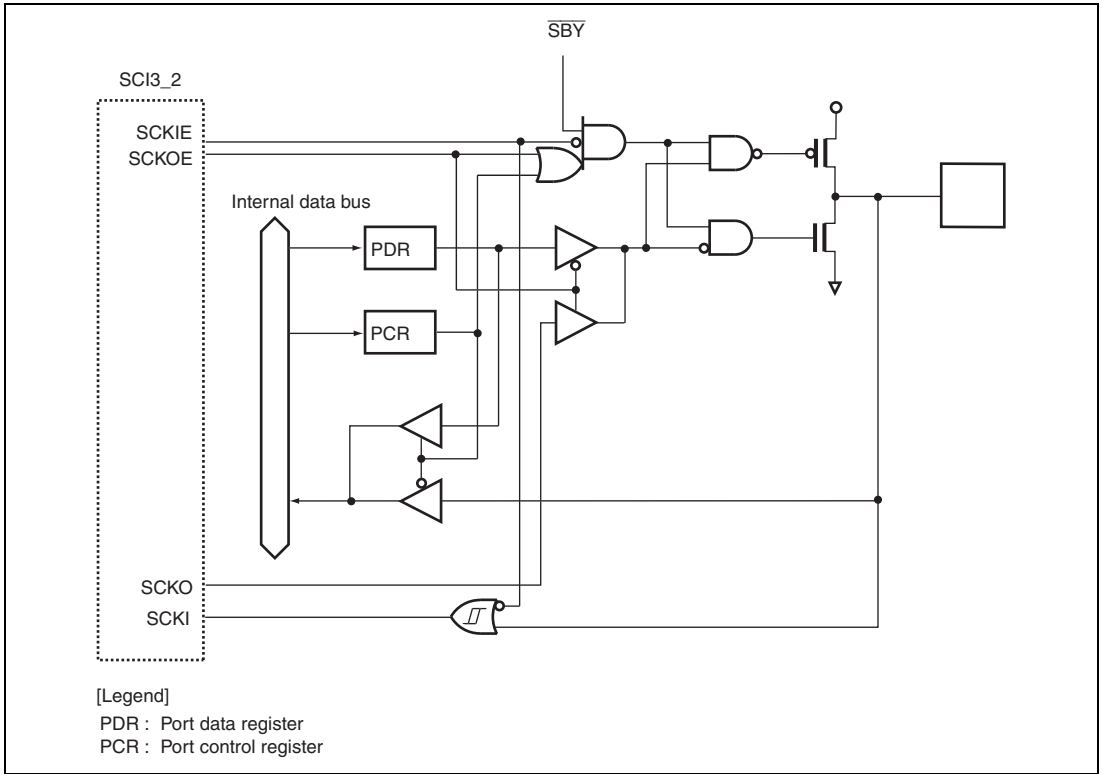 S̅B̅Y̅
SCI3_2
SCKIE
SCKOE
Internal data bus
PDR
PCR
SCKO
SCKI
[Legend]
PDR : Port data register
PCR : Port control register